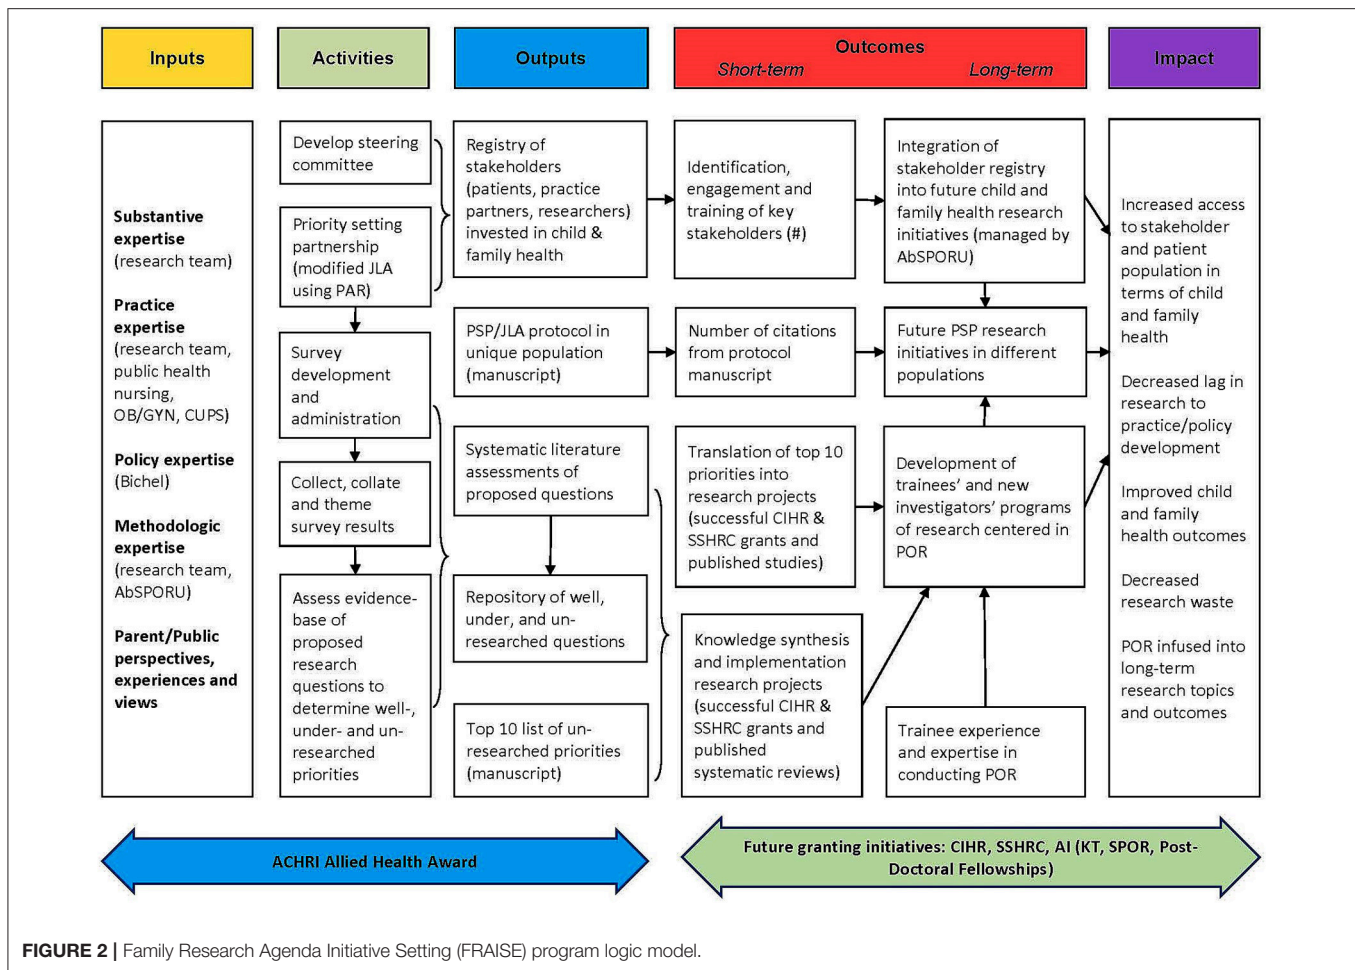 Inputs
Activities
Outputs
Outcomes
Short-term
Long-term
Impact
Substantive
expertise
(research team)
Practice
expertise
(research team,
public health
nursing,
OB/GYN, CUPS)
Policy expertise
(Bichel)
Methodologic
expertise
(research team,
AbSPORU)
Parent/Public
perspectives,
experiences and
views
Develop steering
committee
Priority setting
partnership
(modified JLA
using PAR)
Survey
development
and
administration
Collect, collate
and theme
survey results
Assess evidence-
base of
proposed
research
questions to
determine well-,
under- and un-
researched
priorities
Registry of
stakeholders
(patients, practice
partners, researchers)
invested in child &
family health
PSP/JLA protocol in
unique population
(manuscript)
Systematic literature
assessments of
proposed questions
Repository of well,
under, and un-
researched questions
Top 10 list of un-
researched priorities
(manuscript)
Identification,
engagement and
training of key
stakeholders (#)
Number of citations
from protocol
manuscript
Translation of top 10
priorities into
research projects
(successful CIHR &
SSHRC grants and
published studies)
Knowledge synthesis
and implementation
research projects
(successful CIHR &
SSHRC grants and
published
systematic reviews)
Integration of
stakeholder registry
into future child and
family health research
initiatives (managed by
AbSPORU)
Future PSP research
initiatives in different
populations
Development of
trainees’ and new
investigators’ programs
of research centered in
POR
Trainee experience
and expertise in
conducting POR
Increased access
to stakeholder
and patient
population in
terms of child
and family
health
Decreased lag in
research to
practice/policy
development
Improved child
and family
health outcomes
Decreased
research waste
POR infused into
long-term
research topics
and outcomes
ACHRI Allied Health Award
Future granting initiatives: CIHR, SSHRC, AI (KT, SPOR, Post-
Doctoral Fellowships)
FIGURE 2 | Family Research Agenda Initiative Setting (FRAISE) program logic model.